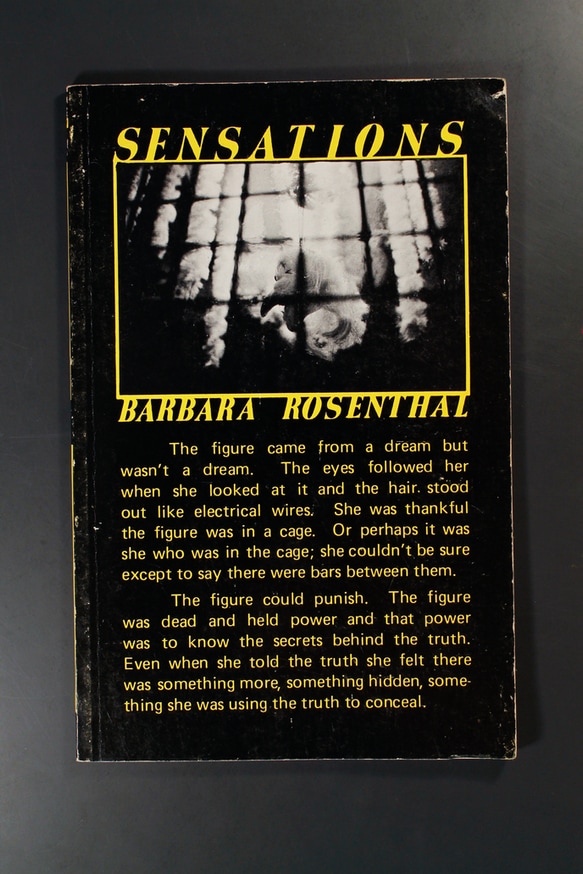 SENSATIONS
BARBARA ROSENTHAL
The figure came from a dream but
wasn't a dream. The eyes followed her
when she looked at it and the hair stood
out like electrical wires. She was thankful
the figure was in a cage. Or perhaps it was
she who was in the cage; she couldn't be sure
except to say there were bars between them.
The figure could punish. The figure
was dead and held power and that power
was to know the secrets behind the truth.
Even when she told the truth she felt there
was something more, something hidden, some-
thing she was using the truth to conceal.